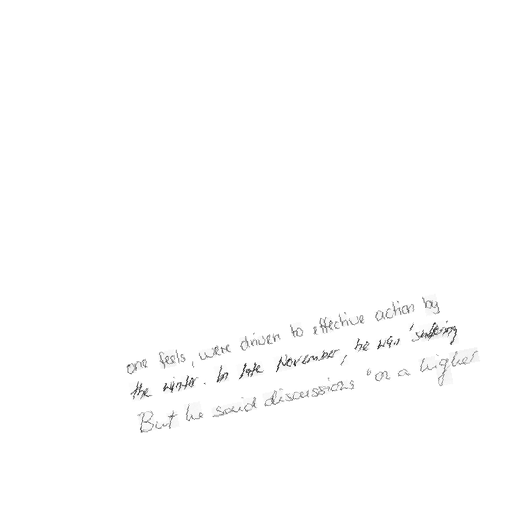 one feels, were driven to effective action by
the winter. In late November, he was 'suffering
But he said discussions "on a higher